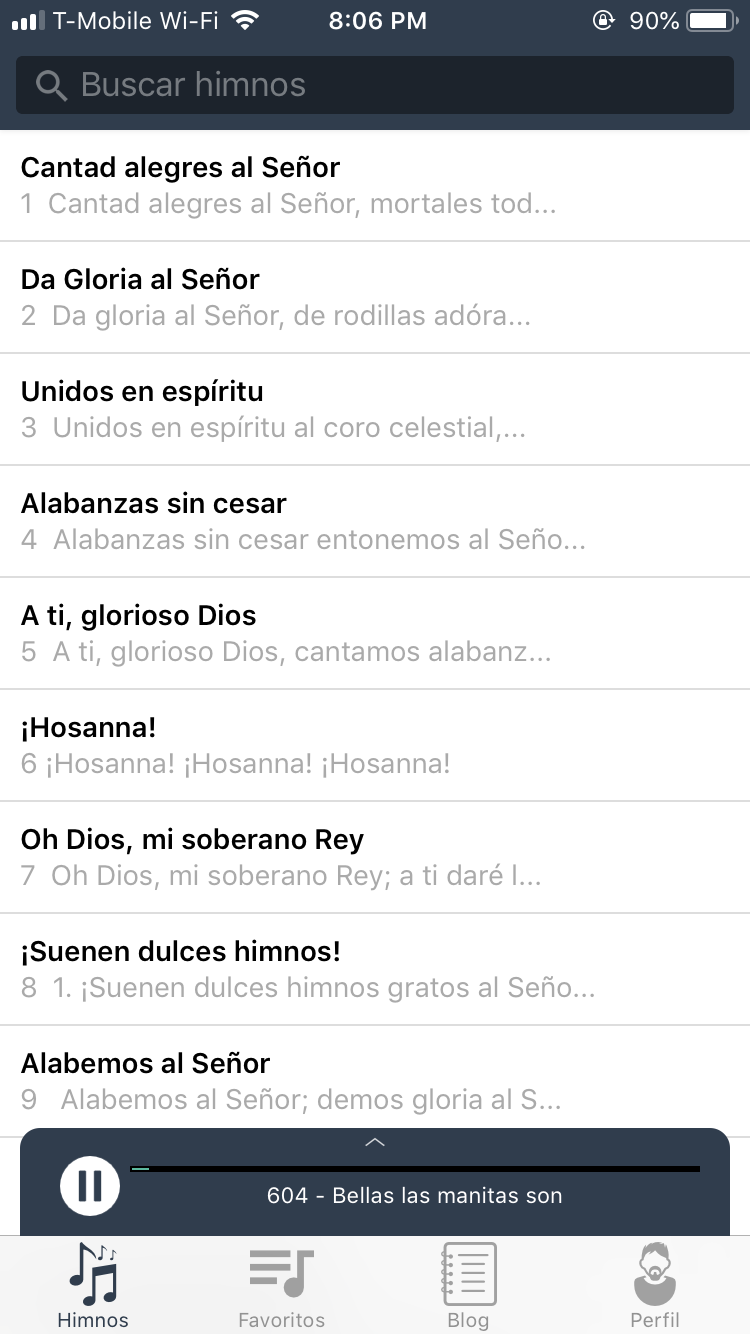 T-Mobile Wi-Fi 8:06 PM 90%
Buscar himnos
Cantad alegres al Señor
1 Cantad alegres al Señor, mortales tod...
Da Gloria al Señor
2 Da gloria al Señor, de rodillas adóra...
Unidos en espíritu
3 Unidos en espíritu al coro celestial,...
Alabanzas sin cesar
4 Alabanzas sin cesar entonemos al Seño...
A ti, glorioso Dios
5 A ti, glorioso Dios, cantamos alabanz...
¡Hosanna!
6 ¡Hosanna! ¡Hosanna! ¡Hosanna!
Oh Dios, mi soberano Rey
7 Oh Dios, mi soberano Rey; a ti daré l...
¡Suenen dulces himnos!
8 1. ¡Suenen dulces himnos gratos al Seño...
Alabemos al Señor
9 Alabemos al Señor; demos gloria al S...
604 - Bellas las manitas son
Himnos Favoritos Blog Perfil